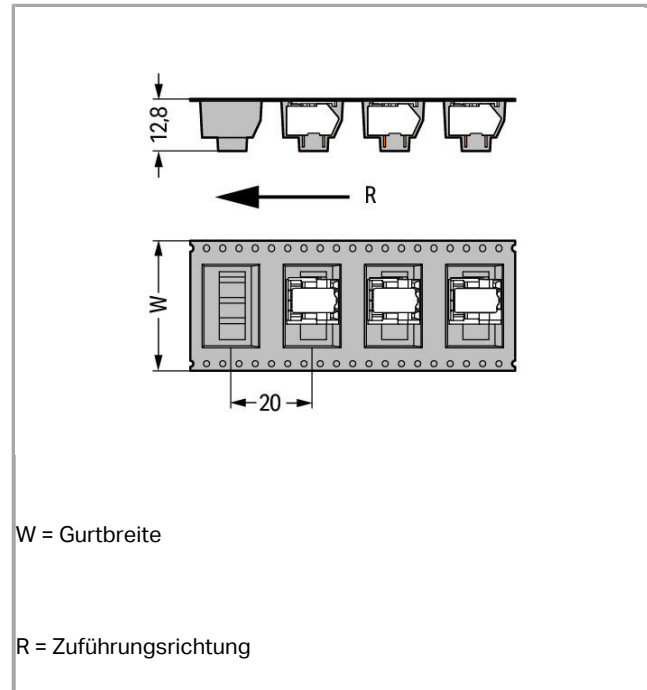 12,8
R
W
20
W = Gurtbreite
R = Zuführungsrichtung